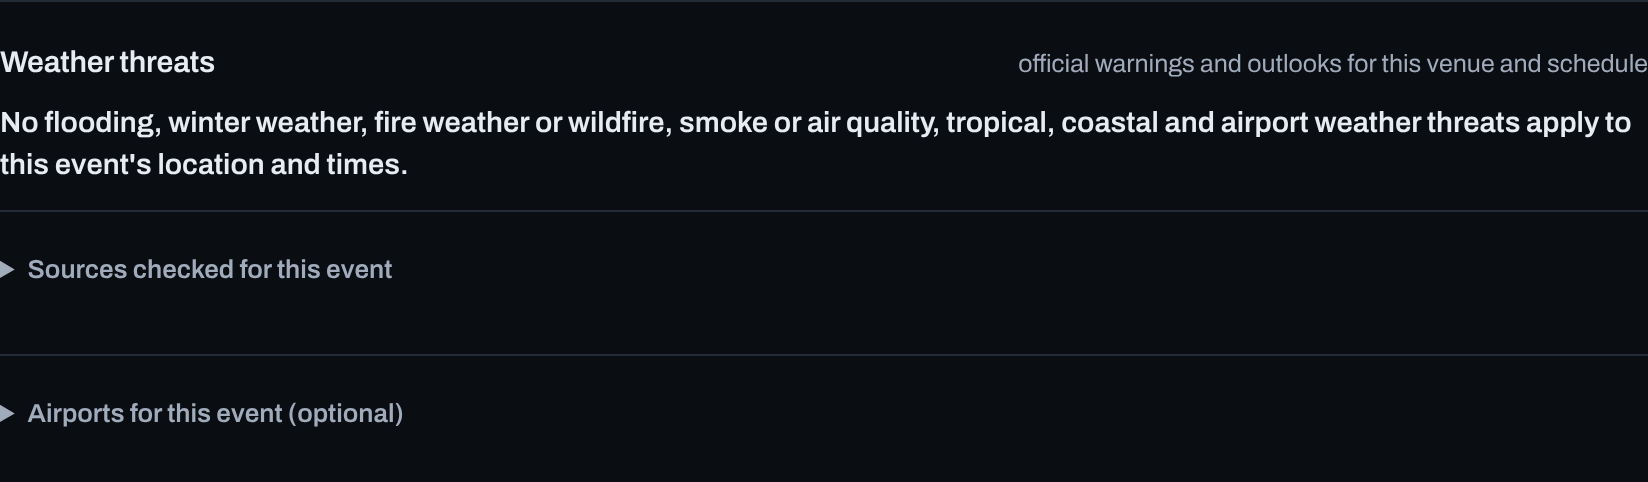 Weather threats
official warnings and outlooks for this venue and schedule
No flooding, winter weather, fire weather or wildfire, smoke or air quality, tropical, coastal and airport weather threats apply to
this event's location and times.
Sources checked for this event
Airports for this event (optional)